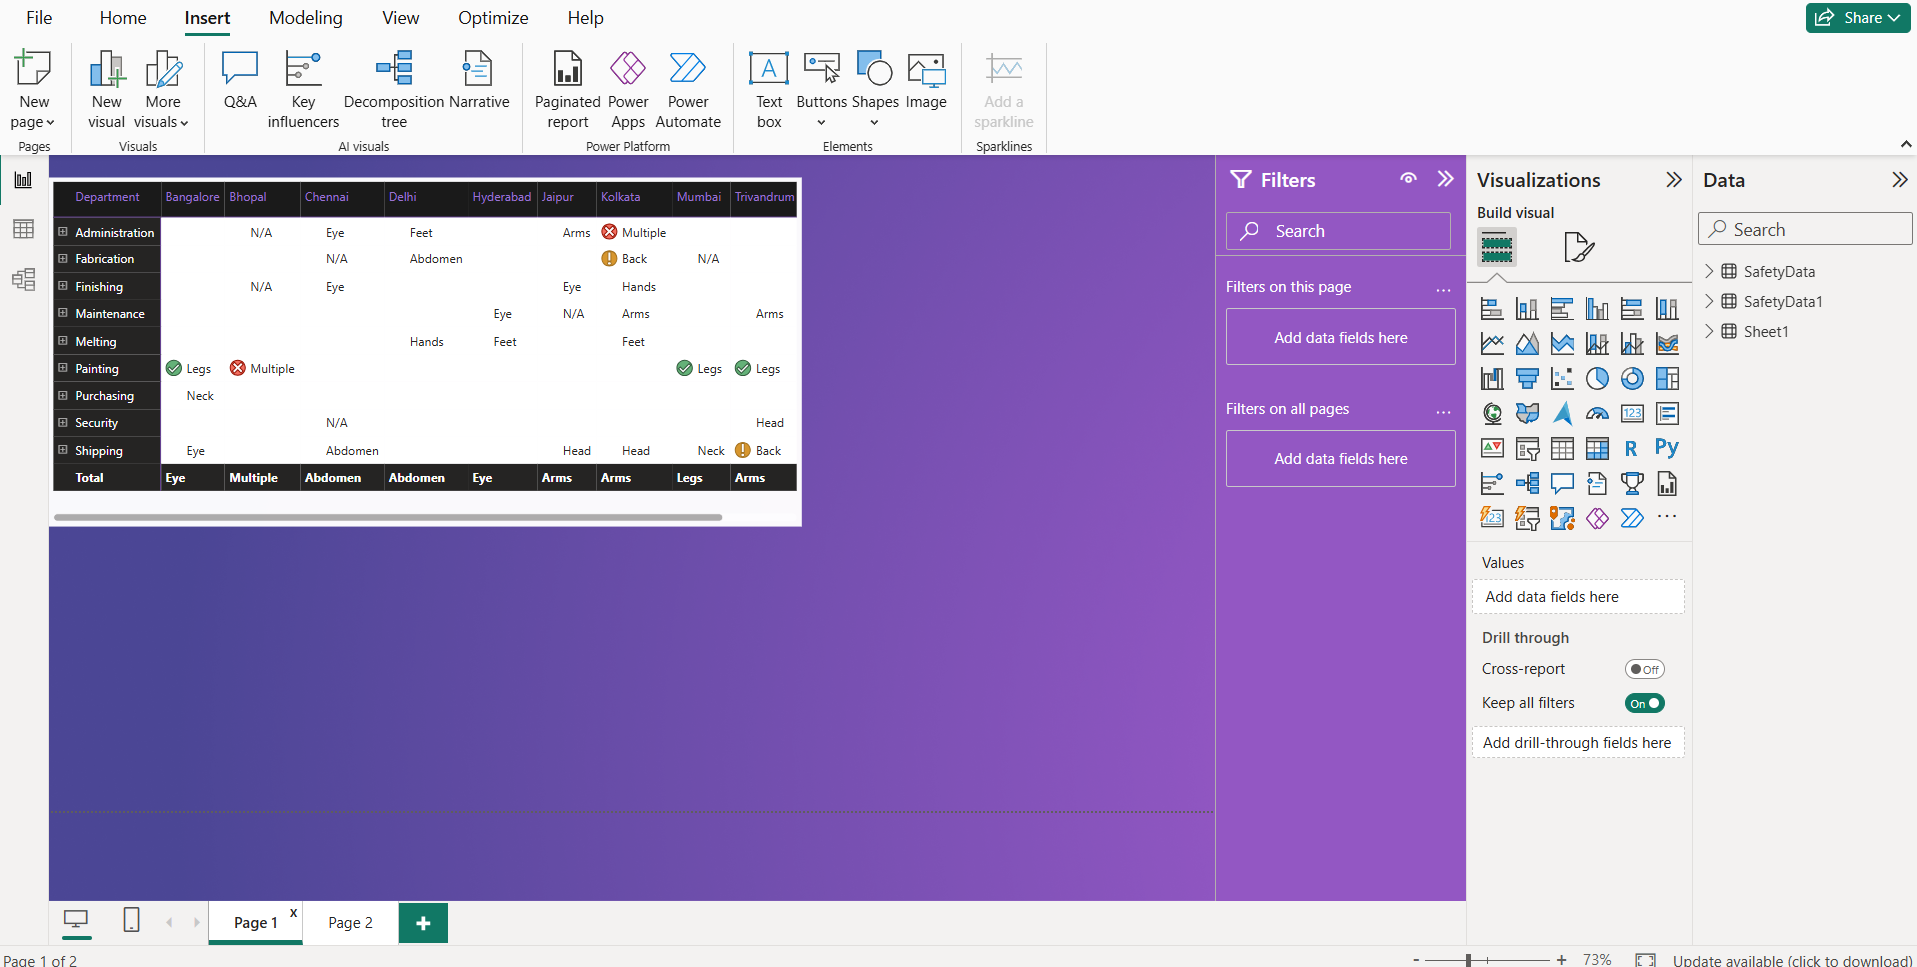 File Home Insert Modeling View Optimize Help Share
New page
New visual
More visuals
Q&A
Key influencers
Decomposition tree
Narrative
Paginated report
Power Apps
Power Automate
Text box
Buttons
Shapes
Image
Add a sparkline
Pages Visuals AI visuals Power Platform Elements Sparklines
Department Bangalore Bhopal Chennai Delhi Hyderabad Jaipur Kolkata Mumbai Trivandrum
Administration N/A Eye Feet Arms Multiple
Fabrication N/A Abdomen Back N/A
Finishing N/A Eye Eye Hands
Maintenance Eye N/A Arms Arms
Melting Hands Feet Feet
Painting Legs Multiple Legs Legs
Purchasing Neck
Security N/A Head
Shipping Eye Abdomen Head Head Neck Back
Total Eye Multiple Abdomen Abdomen Eye Arms Arms Legs Arms
Filters
Search
Filters on this page ...
Add data fields here
Filters on all pages ...
Add data fields here
Visualizations
Build visual
123
R Py
123
...
Values
Add data fields here
Drill through
Cross-report Off
Keep all filters On
Add drill-through fields here
Data
Search
SafetyData
SafetyData1
Sheet1
Page 1 x Page 2 +
Page 1 of 2
- + 73% Update available (click to download)